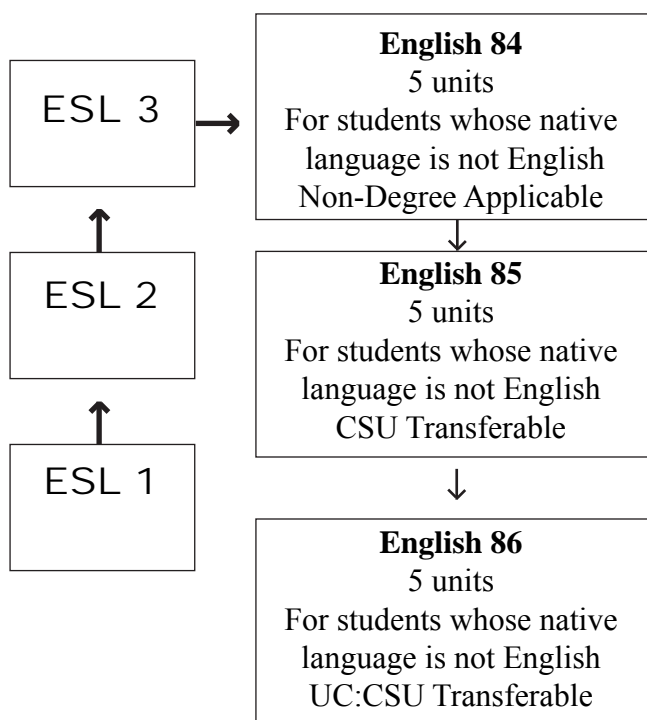 ESL 3
ESL 2
ESL 1
English 84
5 units
For students whose native
language is not English
Non-Degree Applicable
English 85
5 units
For students whose native
language is not English
CSU Transferable
English 86
5 units
For students whose native
language is not English
UC:CSU Transferable